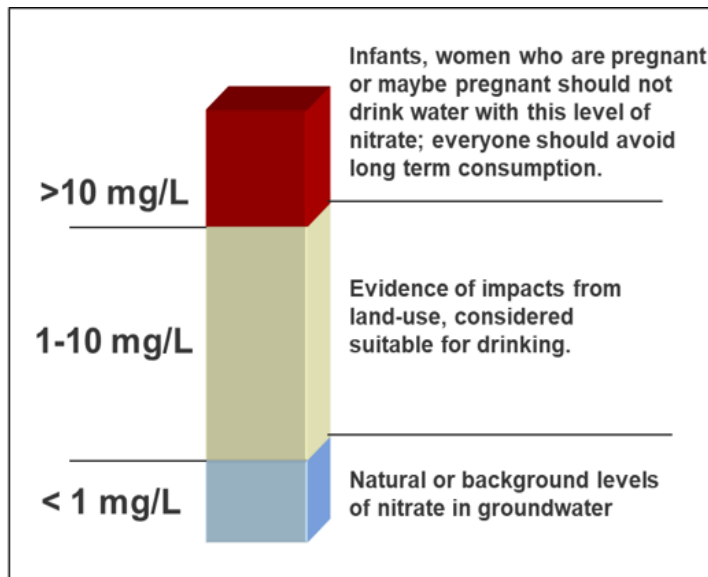 Infants, women who are pregnant
or maybe pregnant should not
drink water with this level of
nitrate; everyone should avoid
long term consumption.
>10 mg/L
Evidence of impacts from
land-use, considered
suitable for drinking.
1-10 mg/L
Natural or background levels
of nitrate in groundwater
< 1 mg/L